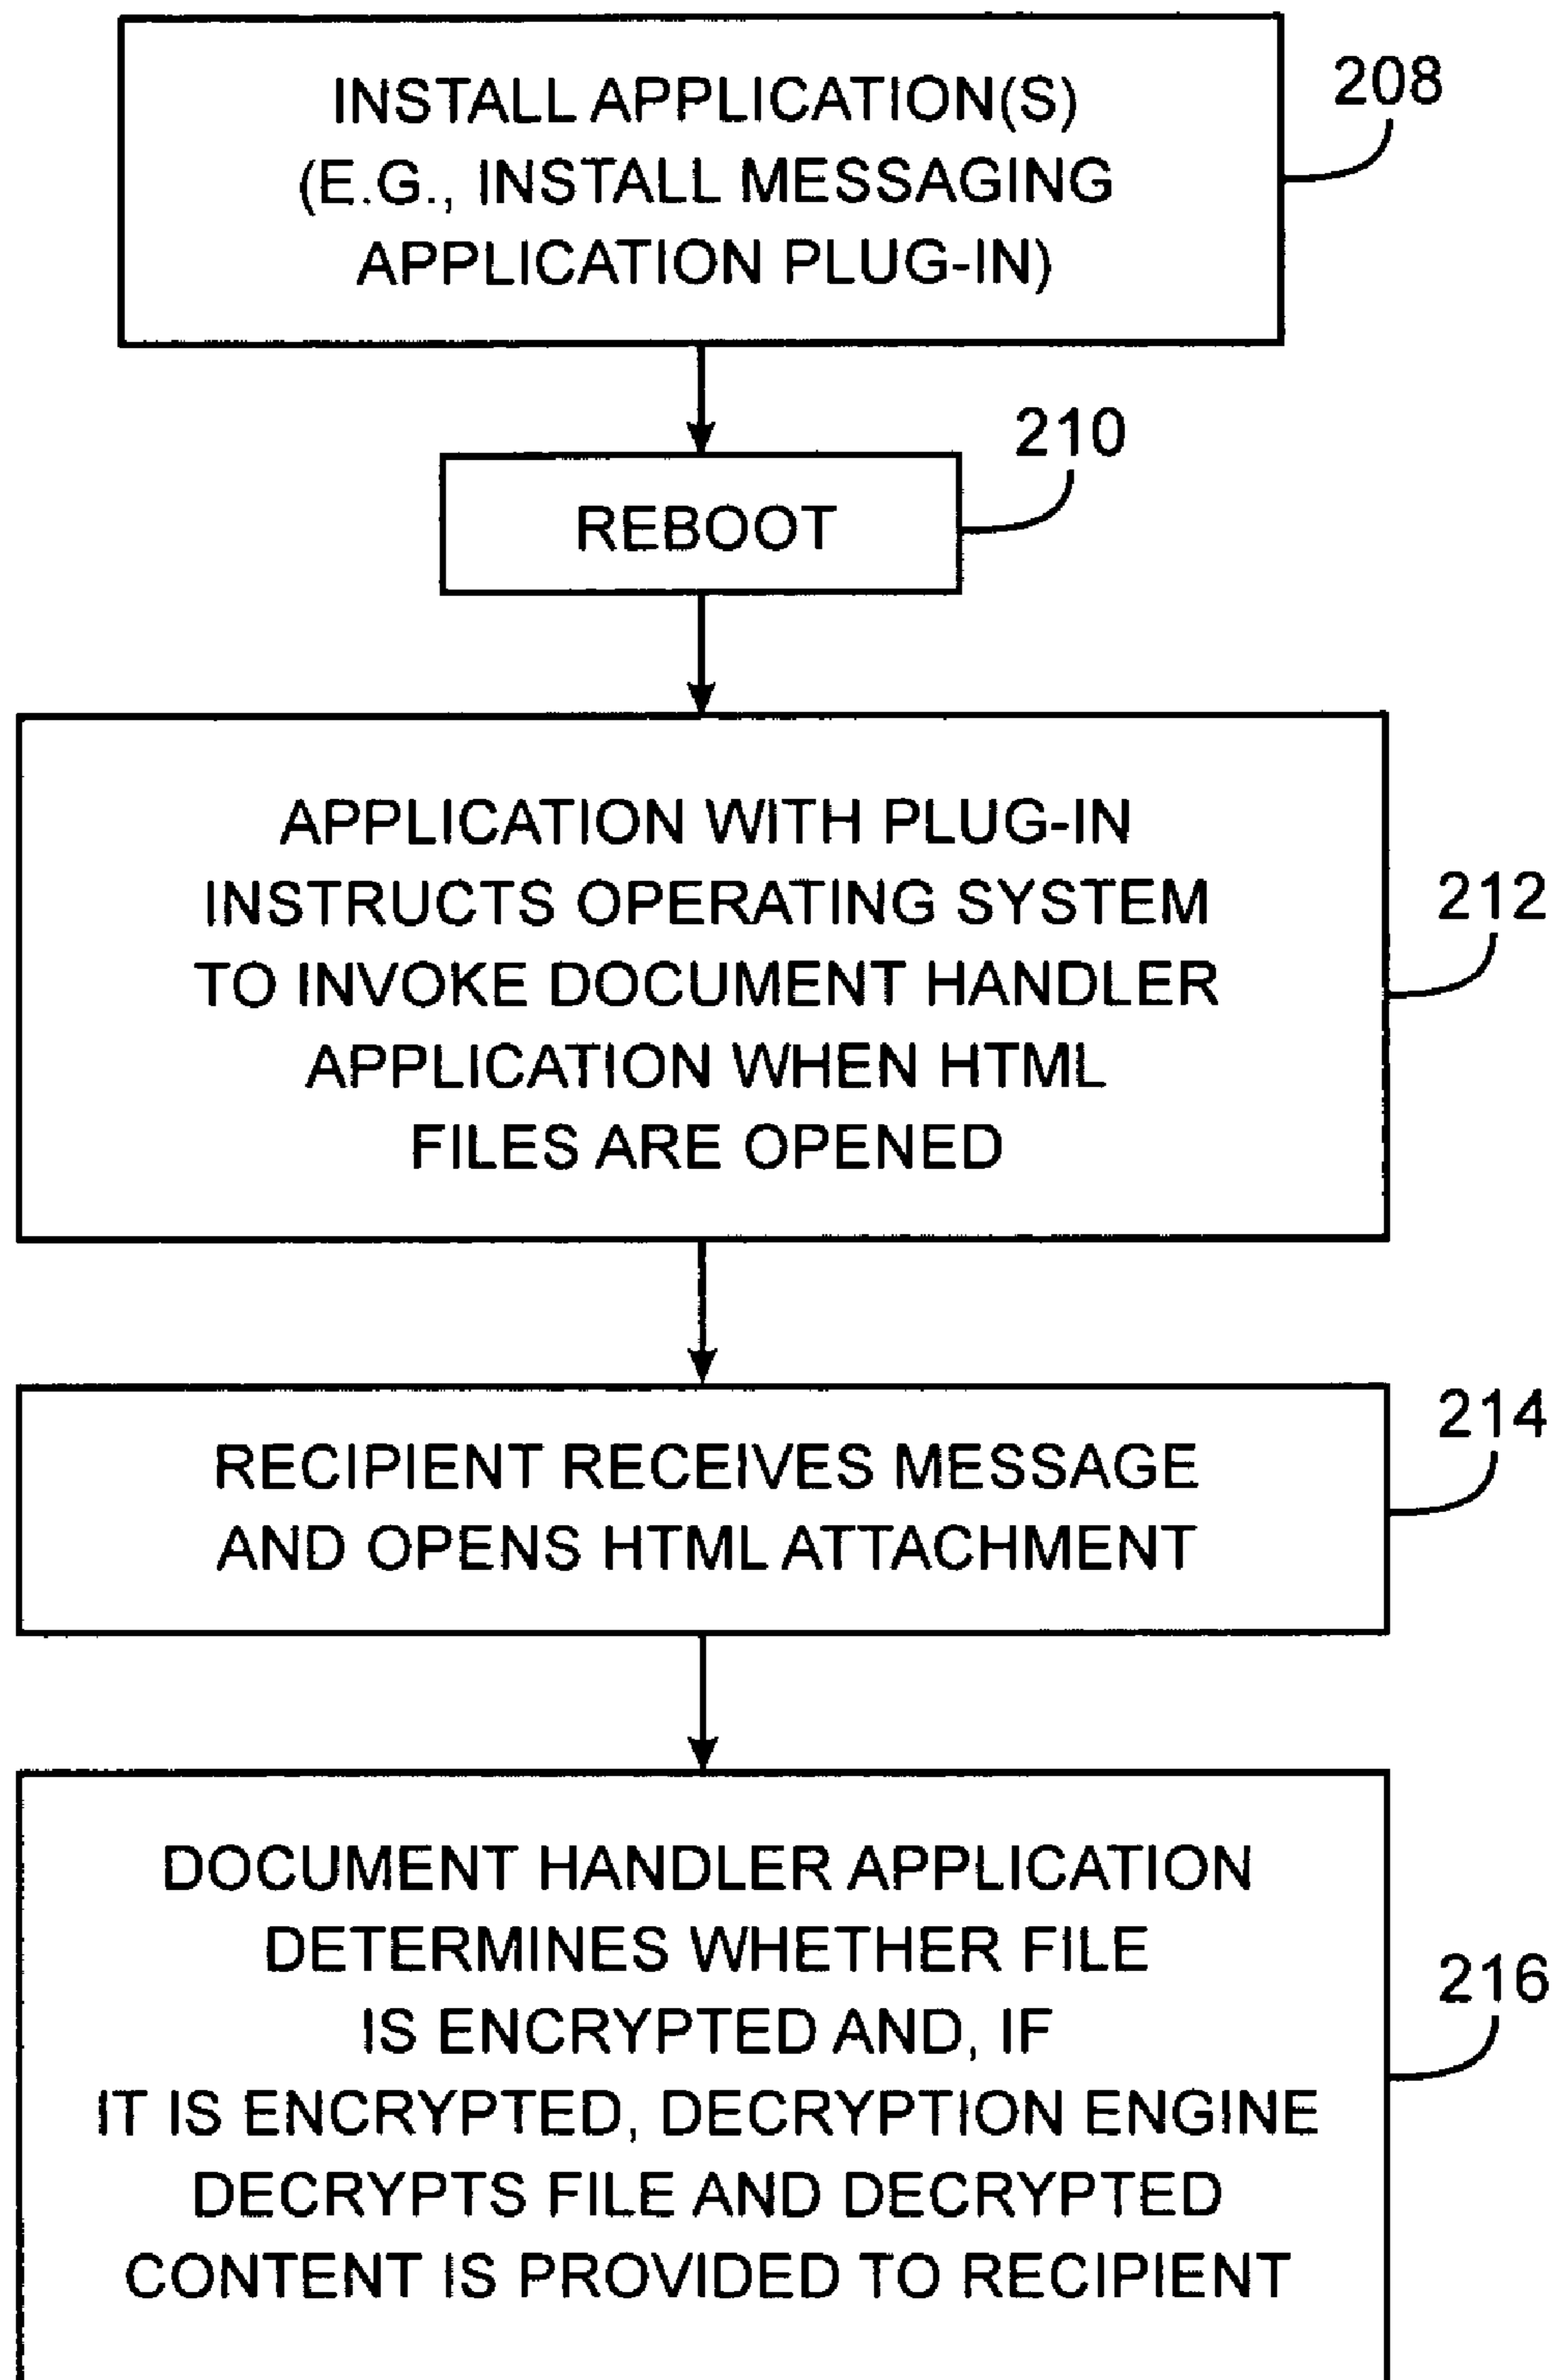 INSTALL APPLICATION(S)
(E.G., INSTALL MESSAGING
APPLICATION PLUG-IN)
208
REBOOT
210
APPLICATION WITH PLUG-IN
INSTRUCTS OPERATING SYSTEM
TO INVOKE DOCUMENT HANDLER
APPLICATION WHEN HTML
FILES ARE OPENED
212
RECIPIENT RECEIVES MESSAGE
AND OPENS HTML ATTACHMENT
214
DOCUMENT HANDLER APPLICATION
DETERMINES WHETHER FILE
IS ENCRYPTED AND, IF
IT IS ENCRYPTED, DECRYPTION ENGINE
DECRYPTS FILE AND DECRYPTED
CONTENT IS PROVIDED TO RECIPIENT
216